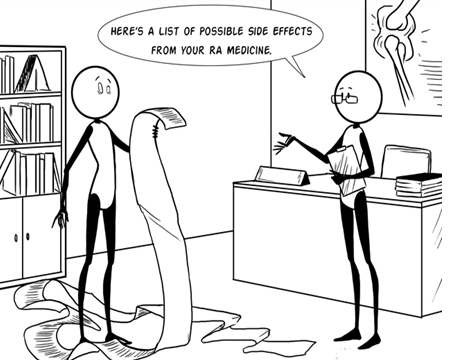 HERE'S A LIST OF POSSIBLE SIDE EFFECTS
FROM YOUR RA MEDICINE.